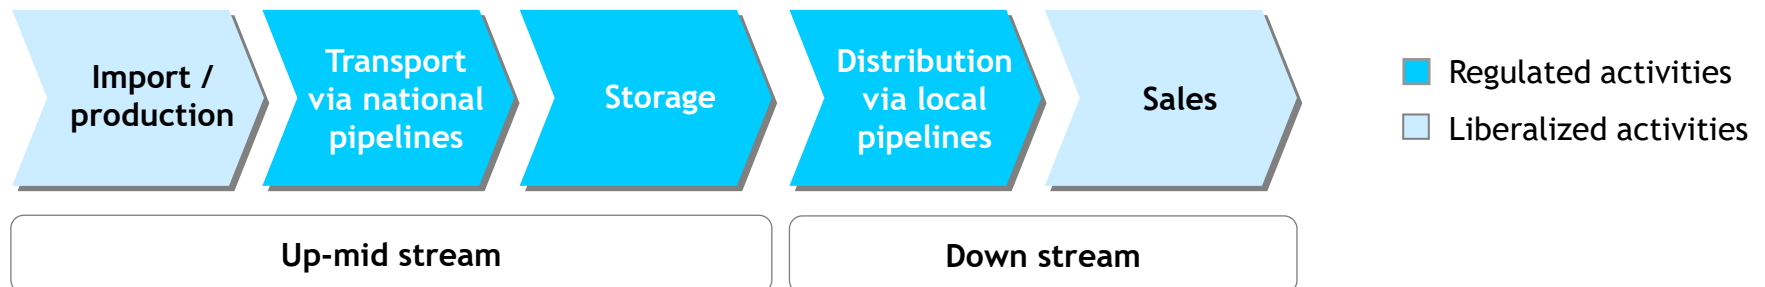 Import /
production
Transport
via national
pipelines
Storage
Distribution
via local
pipelines
Sales
Regulated activities
Liberalized activities
Up-mid stream
Down stream